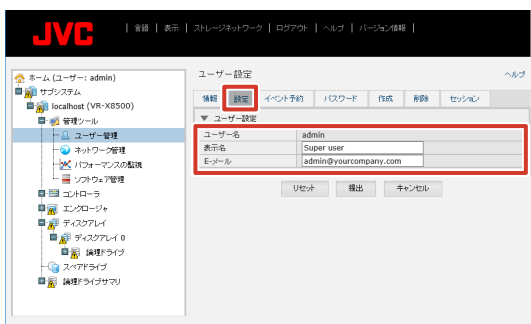 JVC
| 言語 | 表示 | ストレージネットワーク | ログアウト | ヘルプ | バージョン情報 |
ホーム (ユーザー: admin)
サブシステム
localhost (VR-X8500)
管理ツール
ユーザー管理
ネットワーク管理
パフォーマンスの監視
ソフトウェア管理
コントローラ
エンクロージャ
ディスクアレイ
ディスクアレイ 0
論理ドライブ
スペアドライブ
論理ドライブサマリ
ユーザー設定 ヘルプ
情報 設定 イベント予約 パスワード 作成 削除 セッション
▼ ユーザー設定
ユーザー名 admin
表示名 Super user
E-メール admin@yourcompany.com
リセット 提出 キャンセル